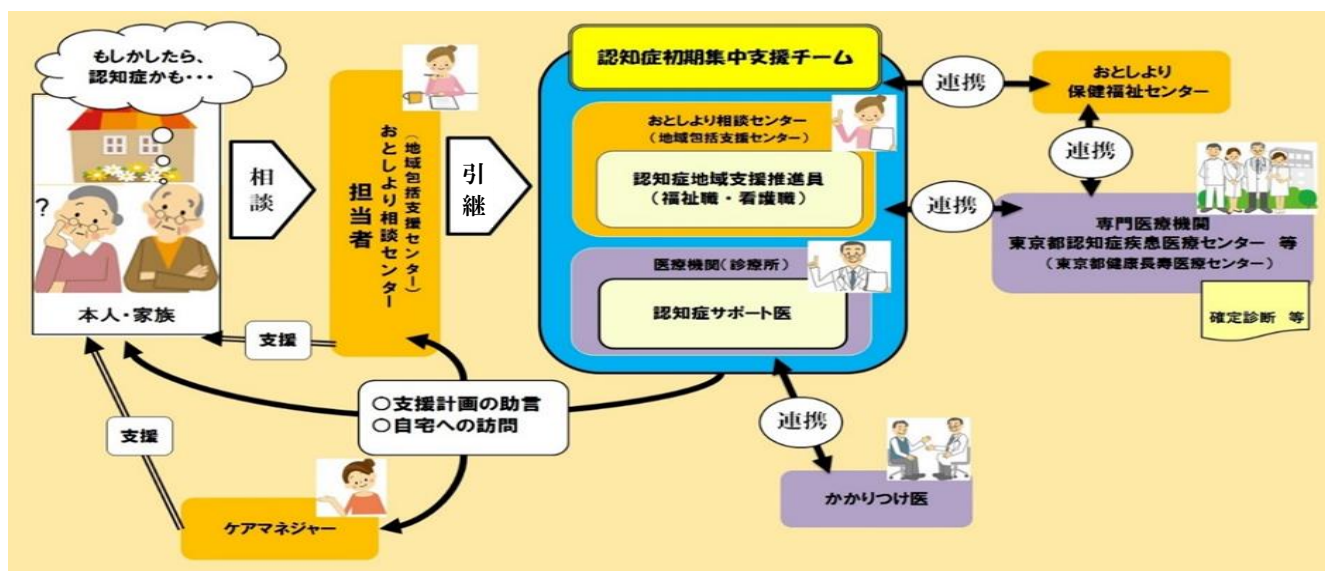 もしかしたら、
認知症かも・・・
?
本人・家族
相談
おとしより相談センター
(地域包括支援センター)
担当者
引継
認知症初期集中支援チーム
おとしより相談センター
(地域包括支援センター)
認知症地域支援推進員
(福祉職・看護職)
医療機関(診療所)
認知症サポート医
連携
おとしより
保健福祉センター
連携
連携
専門医療機関
東京都認知症疾患医療センター 等
(東京都健康長寿医療センター)
確定診断 等
支援
○支援計画の助言
○自宅への訪問
支援
ケアマネジャー
連携
かかりつけ医